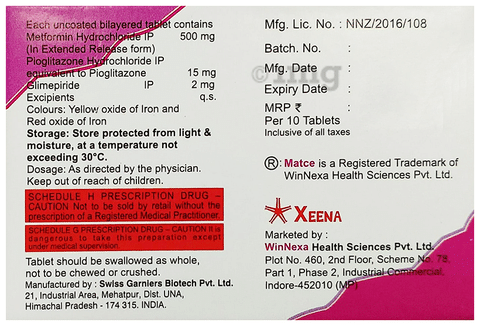 Each uncoated bilayered tablet contains
Metformin Hydrochloride IP 500 mg
(In Extended Release form)
Pioglitazone Hydrochloride IP
equivalent to Pioglitazone 15 mg
Glimepiride IP 2 mg
Excipients q.s.
Colours: Yellow oxide of Iron and
Red oxide of Iron
Storage: Store protected from light &
moisture, at a temperature not
exceeding 30°C.
Dosage: As directed by the physician.
Keep out of reach of children.
SCHEDULE H PRESCRIPTION DRUG –
CAUTION Not to be sold by retail without the
prescription of a Registered Medical Practitioner.
SCHEDULE G PRESCRIPTION DRUG – CAUTION It is
dangerous to take this preparation except
under medical supervision.
Tablet should be swallowed as whole,
not to be chewed or crushed.
Manufactured by : Swiss Garniers Biotech Pvt. Ltd.
21, Industrial Area, Mehatpur, Dist. UNA,
Himachal Pradesh - 174 315. INDIA.
Mfg. Lic. No. : NNZ/2016/108
Batch. No. :
Mfg. Date :
Expiry Date :
MRP ₹ :
Per 10 Tablets
Inclusive of all taxes
1mg
®: Matce is a Registered Trademark of
WinNexa Health Sciences Pvt. Ltd.
XEENA
Marketed by :
WinNexa Health Sciences Pvt. Ltd.
Plot No. 460, 2nd Floor, Scheme No. 78,
Part 1, Phase 2, Industrial Commercial,
Indore-452010 (MP)